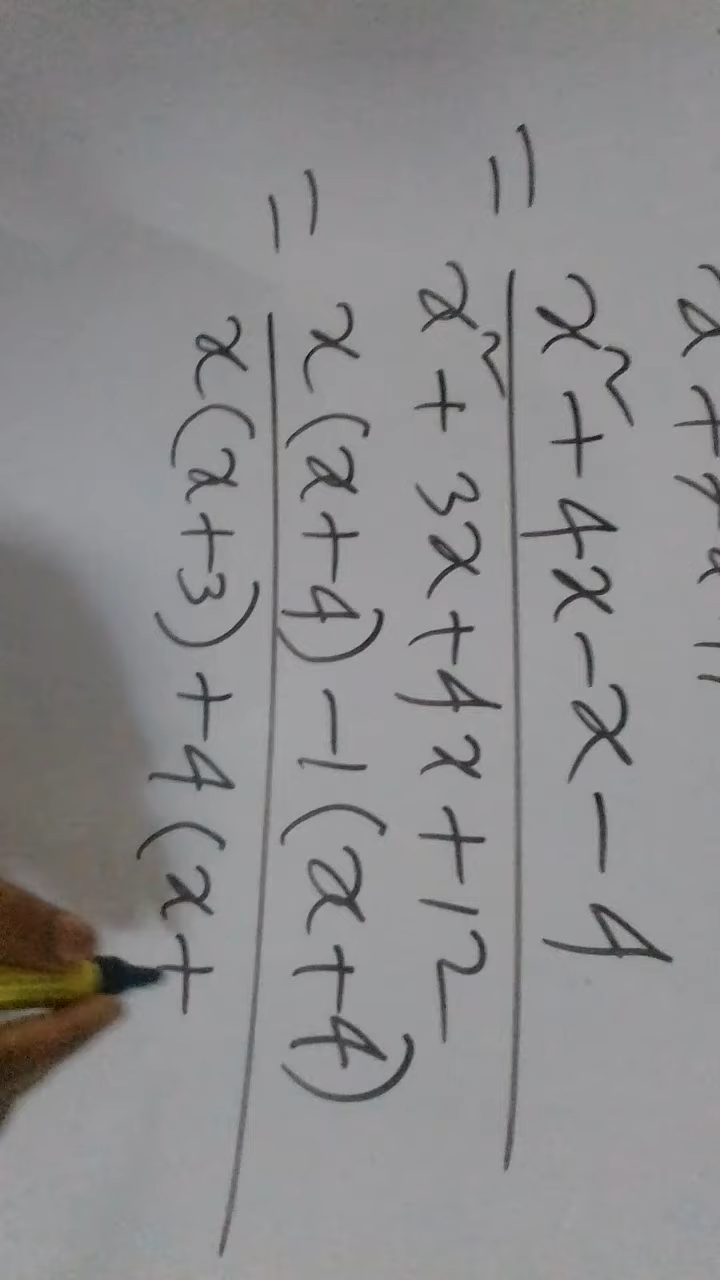 = x² + 4x - x - 4
x² + 3x + 4x + 12
= x(x+4) - 1(x+4)
x(x+3) + 4(x+